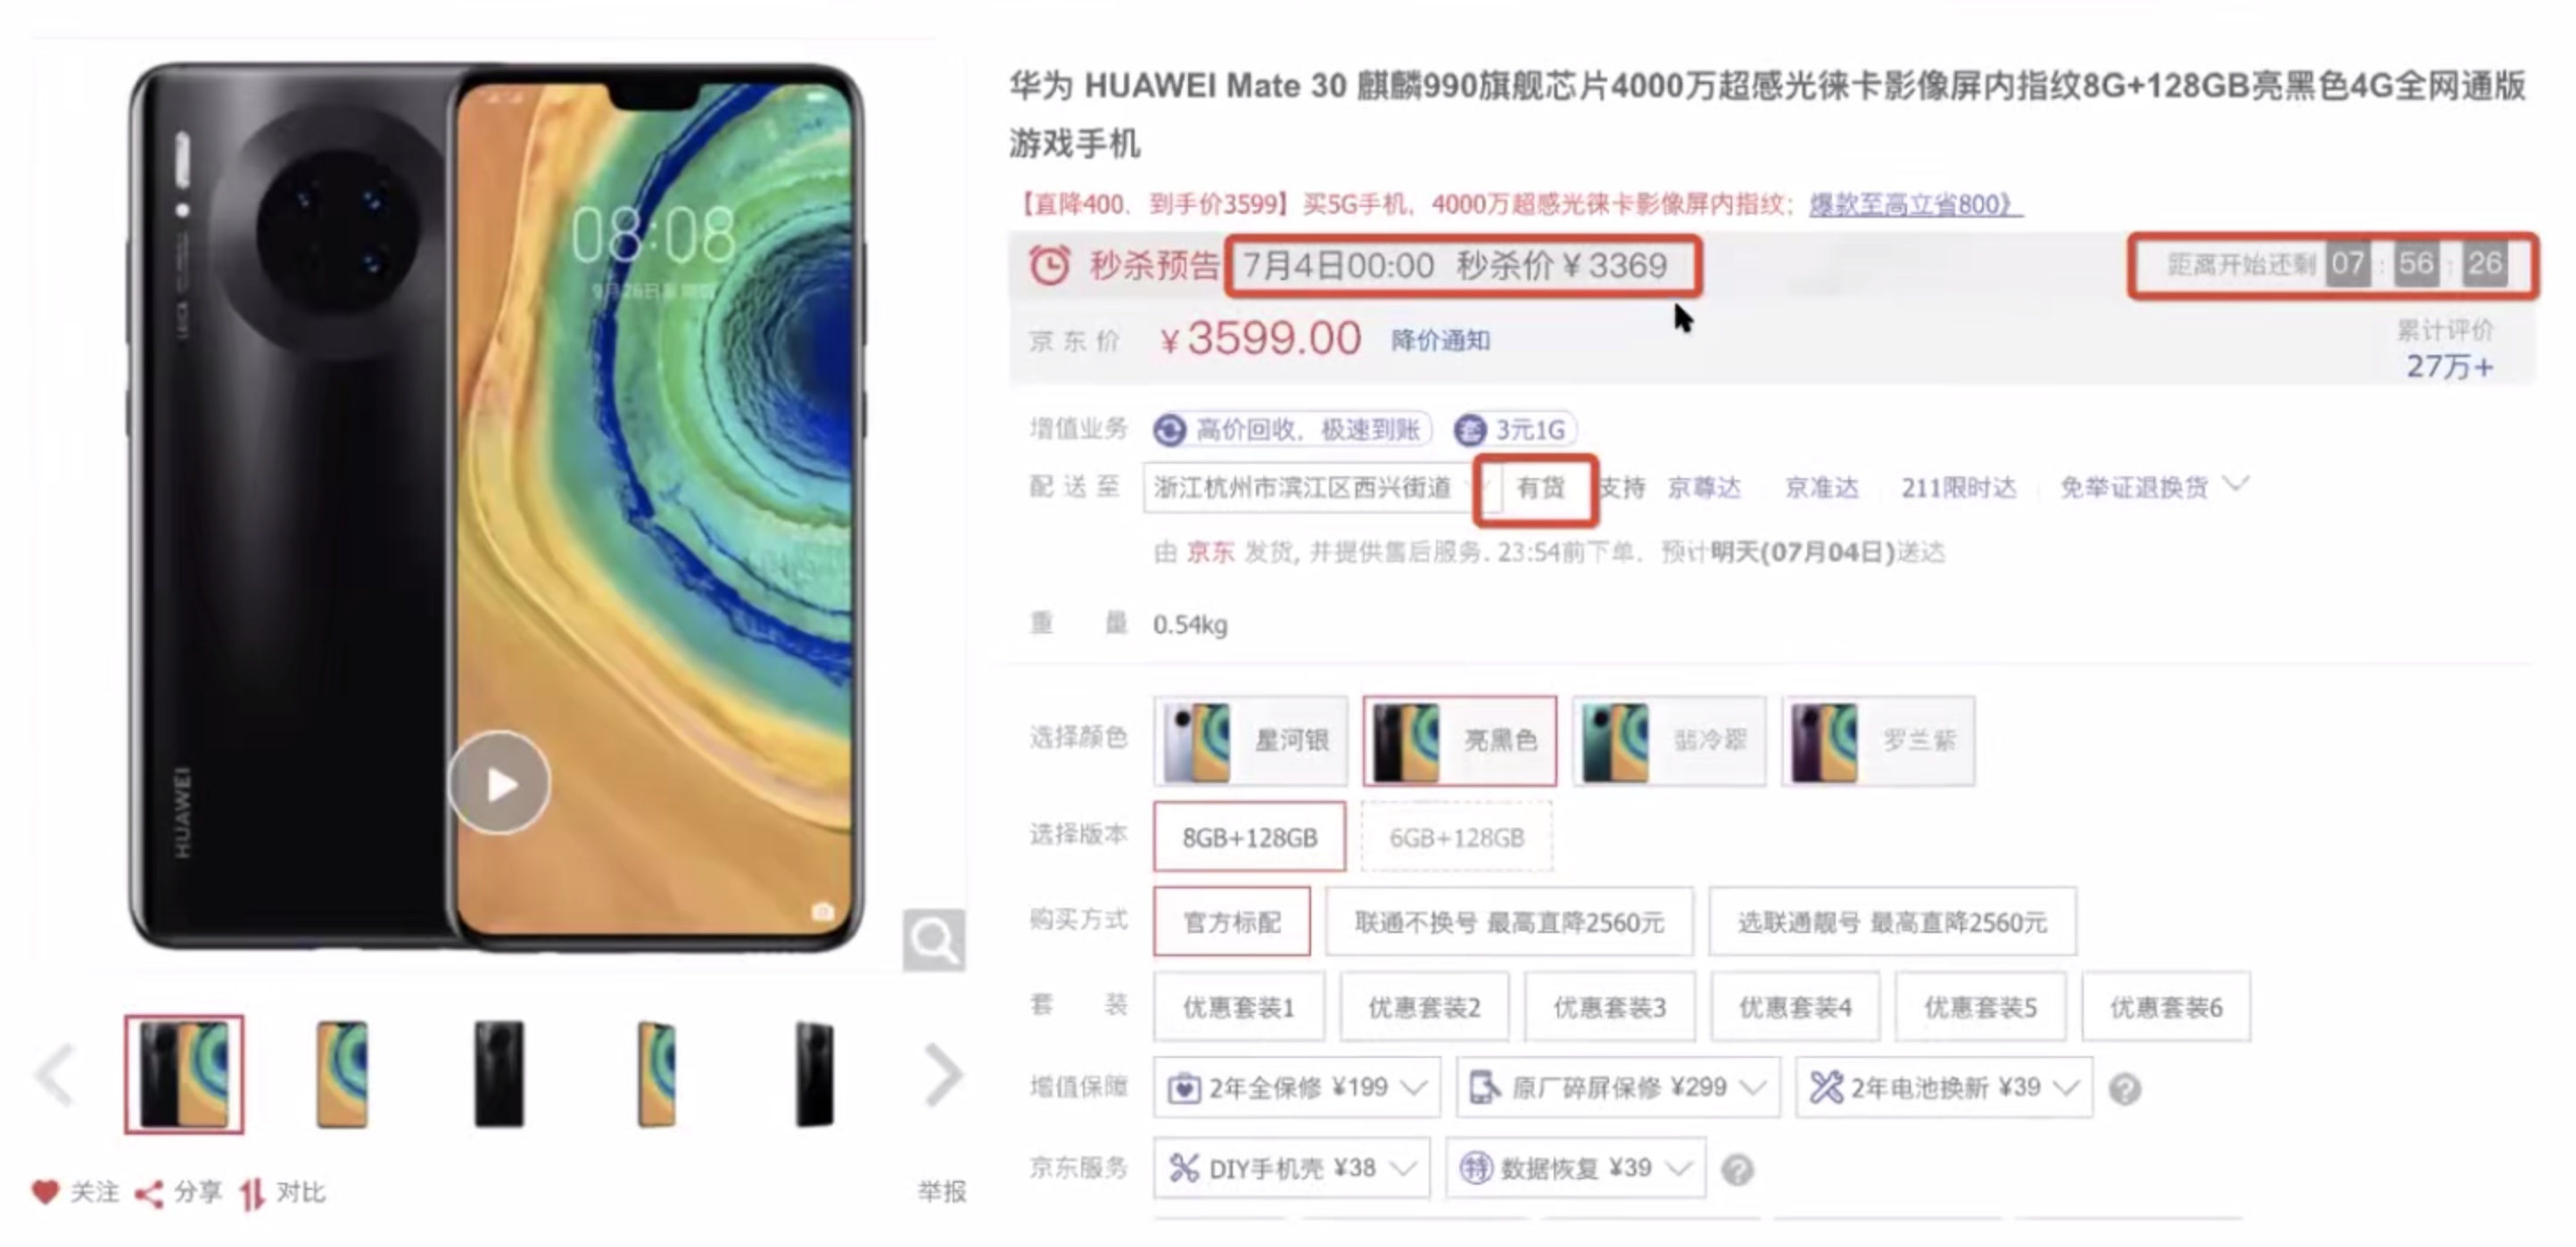 华为 HUAWEI Mate 30 麒麟990旗舰芯片4000万超感光徕卡影像屏内指纹8G+128GB亮黑色4G全网通版
游戏手机
【直降400，到手价3599】买5G手机，4000万超感光徕卡影像屏内指纹；爆款至高立省800》
秒杀预告 7月4日00:00 秒杀价￥3369 距离开始还剩 07 : 56 : 26
京东价 ￥3599.00 降价通知 累计评价
27万+
增值业务 高价回收，极速到账 套 3元1G
配送至 浙江杭州市滨江区西兴街道 有货 支持 京尊达 京准达 211限时达 免举证退换货
由 京东 发货, 并提供售后服务. 23:54前下单，预计明天(07月04日)送达
重量 0.54kg
选择颜色 星河银 亮黑色 翡冷翠 罗兰紫
选择版本 8GB+128GB 6GB+128GB
购买方式 官方标配 联通不换号 最高直降2560元 选联通靓号 最高直降2560元
套装 优惠套装1 优惠套装2 优惠套装3 优惠套装4 优惠套装5 优惠套装6
增值保障 2年全保修 ¥199 原厂碎屏保修 ¥299 2年电池换新 ¥39 ?
京东服务 DIY手机壳 ¥38 特 数据恢复 ¥39 ?
08:08
LEICA
HUAWEI
关注 分享 对比 举报